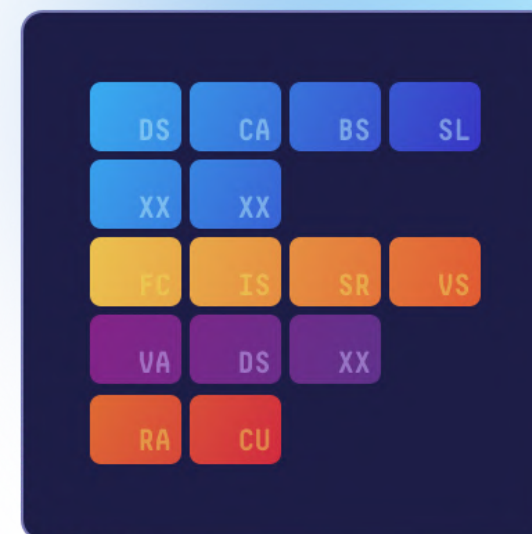 DS CA BS SL
XX XX
FC IS SR VS
VA DS XX
RA CU